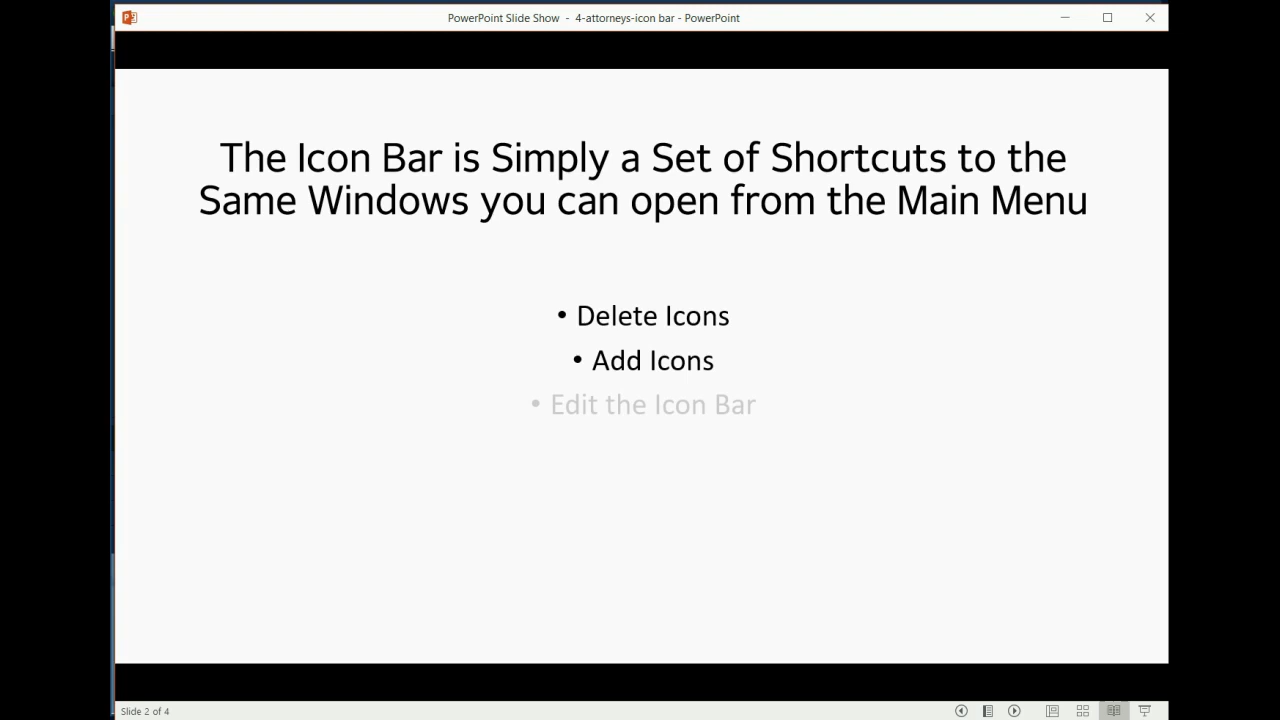 PowerPoint Slide Show - 4-attorneys-icon bar - PowerPoint
The Icon Bar is Simply a Set of Shortcuts to the
Same Windows you can open from the Main Menu
• Delete Icons
• Add Icons
• Edit the Icon Bar
Slide 2 of 4